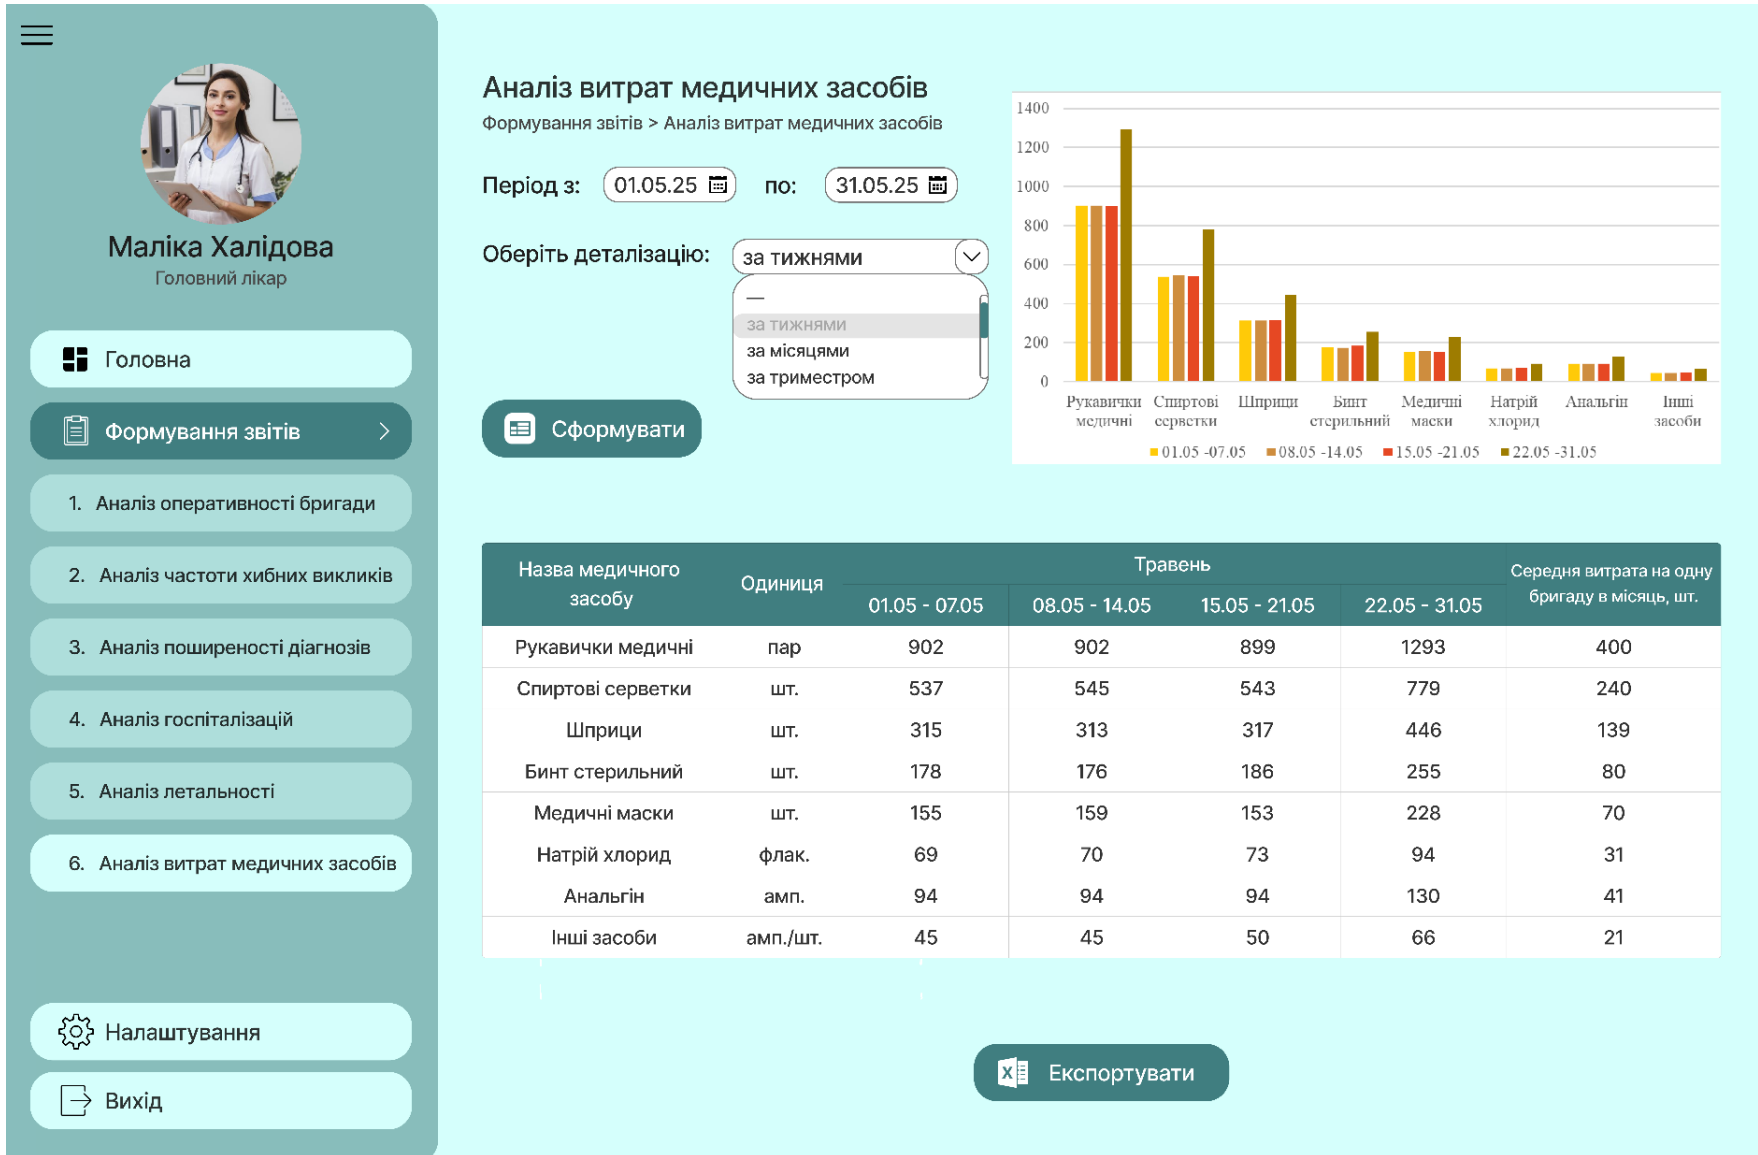 Маліка Халідова
Головний лікар
Головна
Формування звітів
1. Аналіз оперативності бригади
2. Аналіз частоти хибних викликів
3. Аналіз поширеності діагнозів
4. Аналіз госпіталізацій
5. Аналіз летальності
6. Аналіз витрат медичних засобів
Налаштування
Вихід
Аналіз витрат медичних засобів
Формування звітів > Аналіз витрат медичних засобів
Період з: 01.05.25 по: 31.05.25
Оберіть деталізацію: за тижнями
—
за тижнями
за місяцями
за триместром
Сформувати
1400
1200
1000
800
600
400
200
0
Рукавички Спиртові Шприци Бинт Медичні Натрій Анальгін Інші
медичні серветки стерильний маски хлорид засоби
01.05 -07.05 08.05 -14.05 15.05 -21.05 22.05 -31.05
Назва медичного засобу Одиниця Травень Середня витрата на одну бригаду в місяць, шт.
01.05 - 07.05 08.05 - 14.05 15.05 - 21.05 22.05 - 31.05
Рукавички медичні пар 902 902 899 1293 400
Спиртові серветки шт. 537 545 543 779 240
Шприци шт. 315 313 317 446 139
Бинт стерильний шт. 178 176 186 255 80
Медичні маски шт. 155 159 153 228 70
Натрій хлорид флак. 69 70 73 94 31
Анальгін амп. 94 94 94 130 41
Інші засоби амп./шт. 45 45 50 66 21
Експортувати